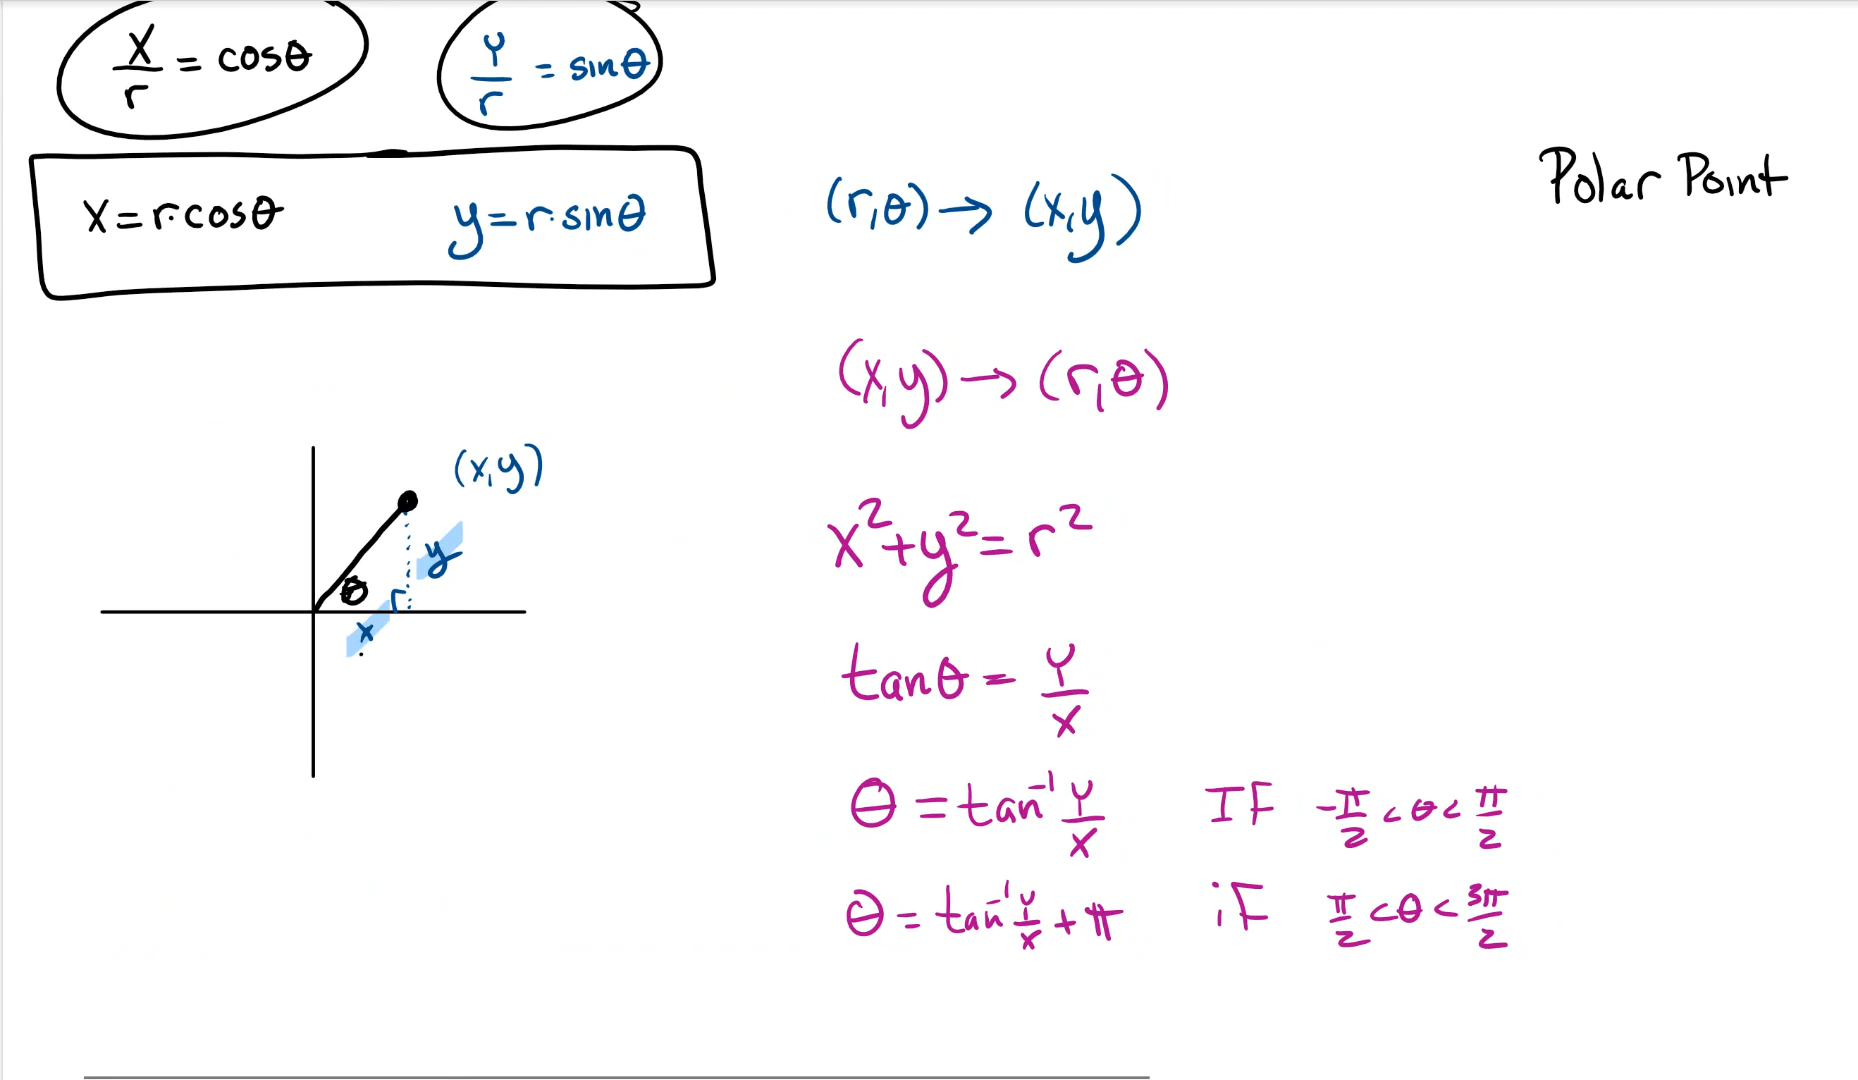 x/r = cosθ
y/r = sinθ
x = r·cosθ
y = r·sinθ
(r,θ) → (x,y)
Polar Point
(x,y) → (r,θ)
(x,y)
y
θ
x
x² + y² = r²
tanθ = y/x
θ = tan⁻¹ y/x IF -π/2 < θ < π/2
θ = tan⁻¹ y/x + π iF π/2 < θ < 3π/2